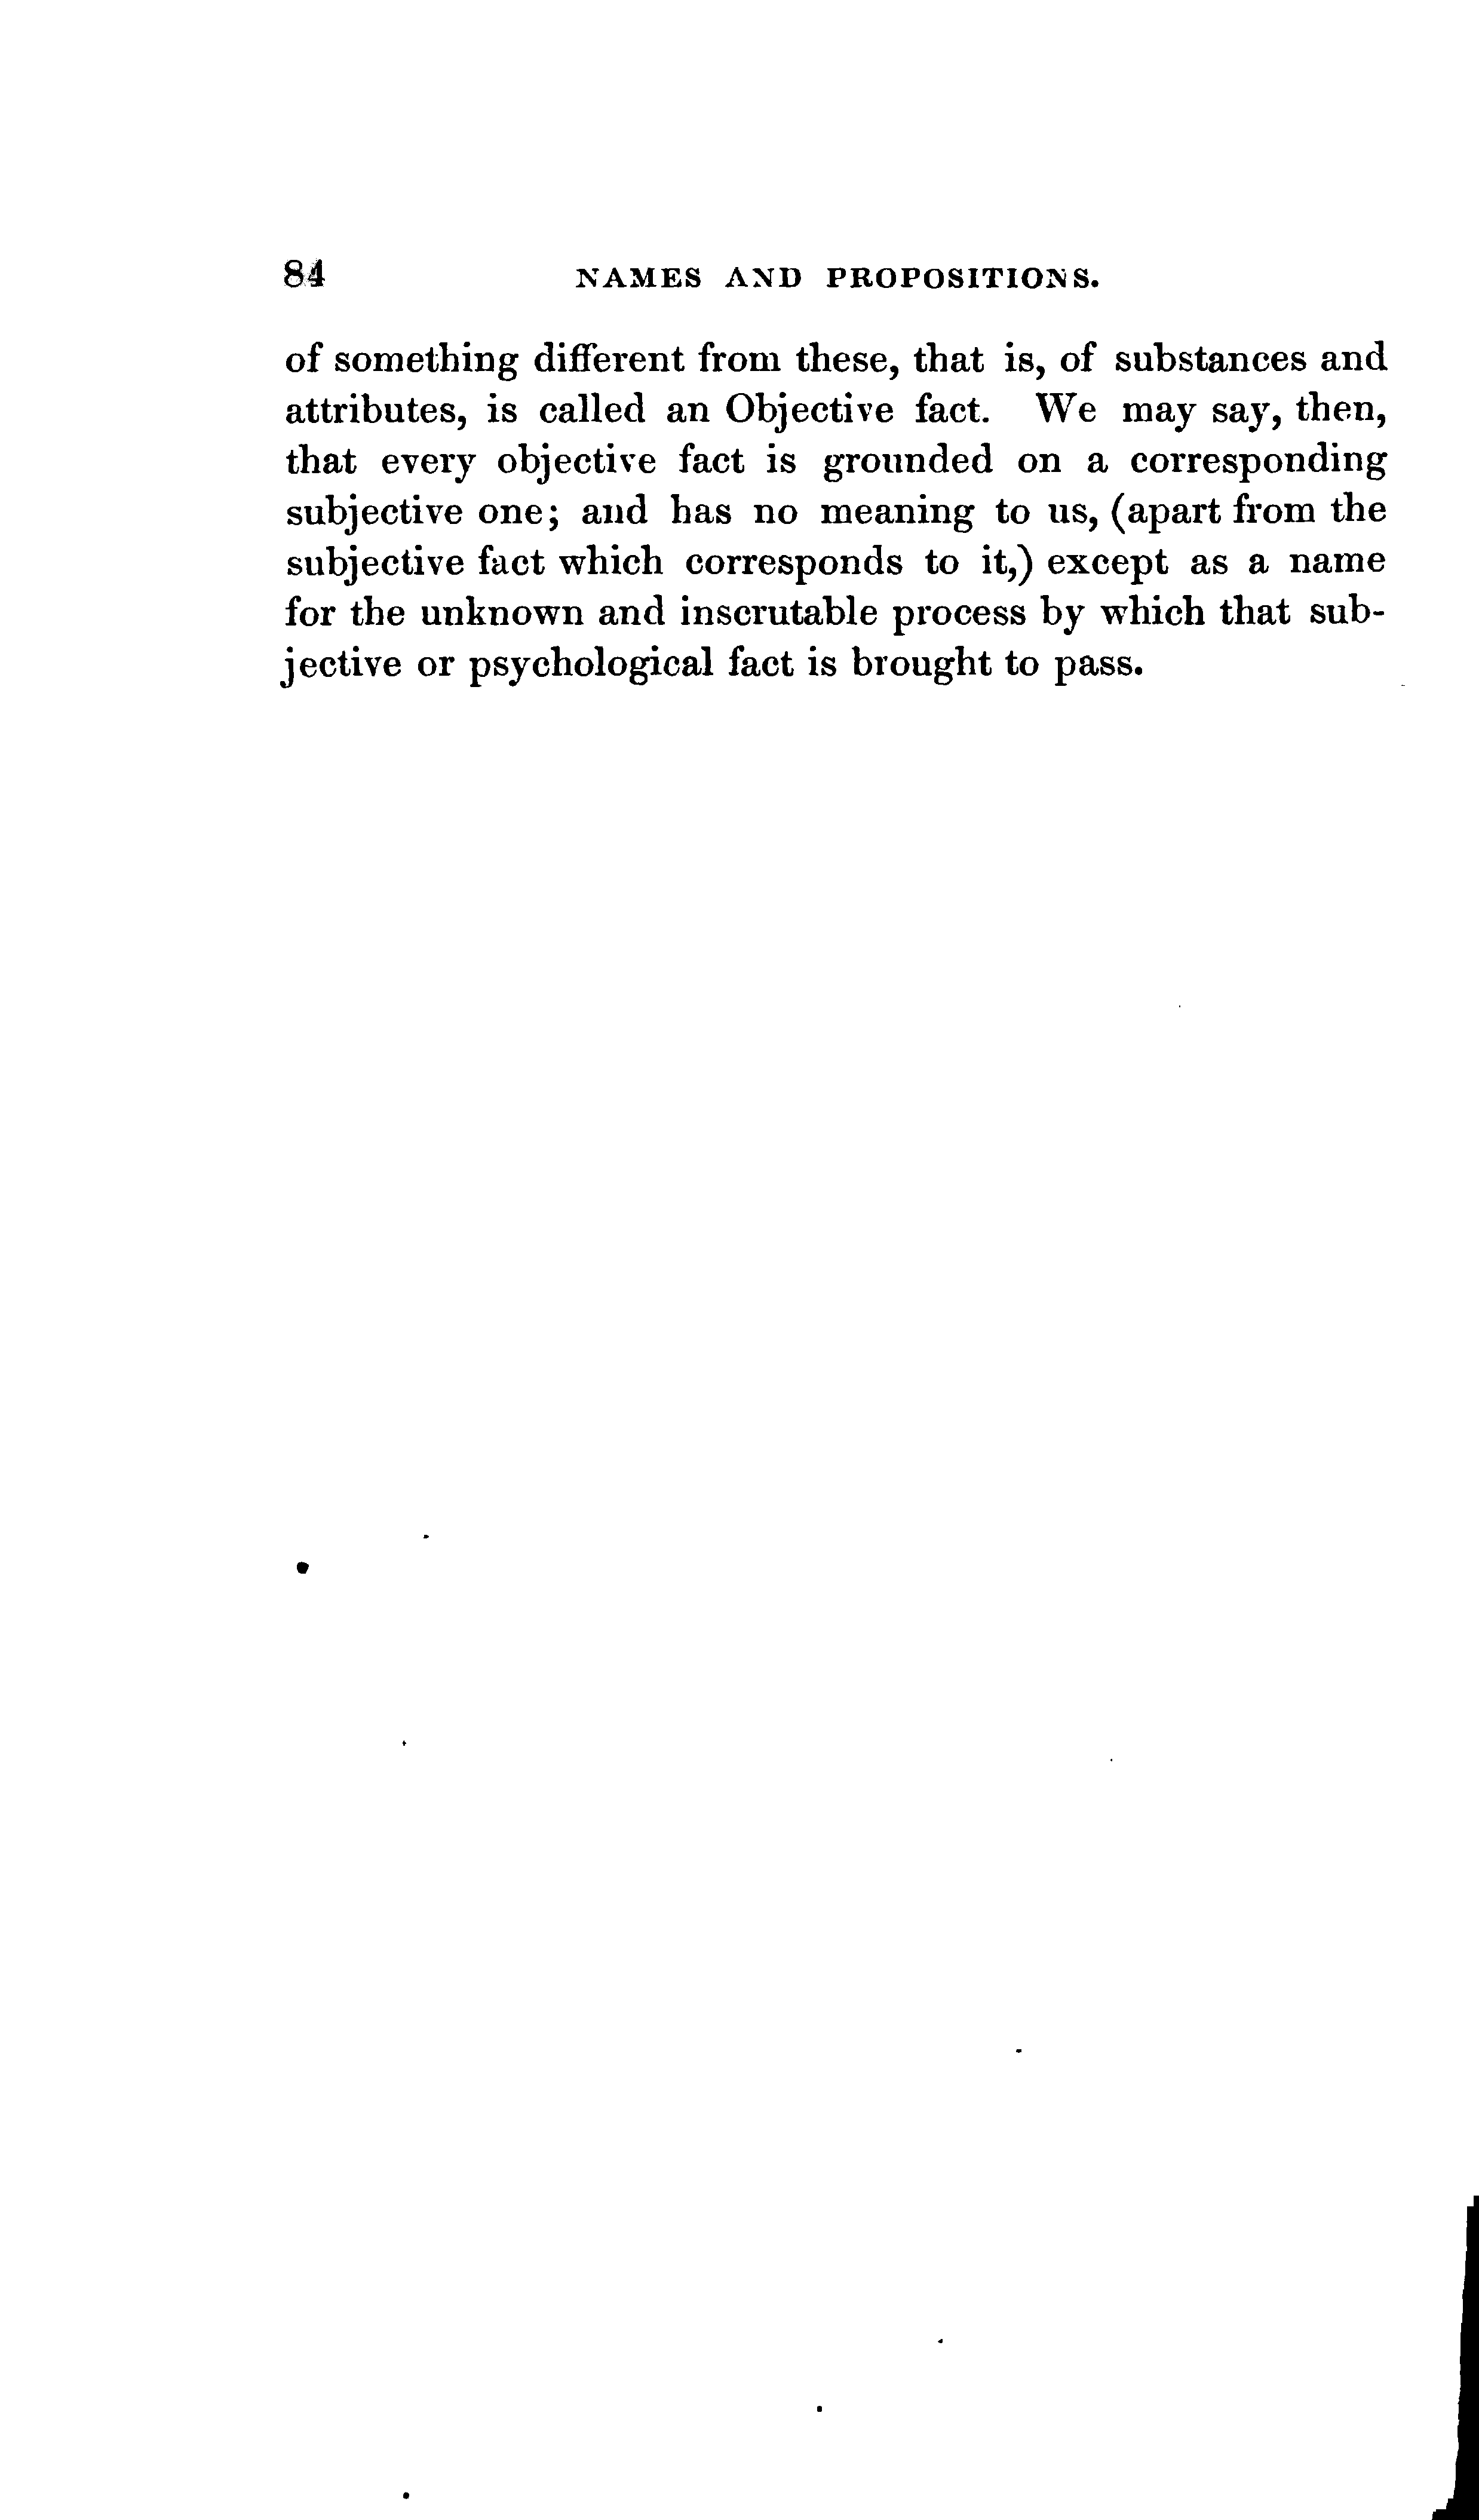 84 NAMES AND PROPOSITIONS.
of something different from these, that is, of substances and
attributes, is called an Objective fact. We may say, then,
that every objective fact is grounded on a corresponding
subjective one; and has no meaning to us, (apart from the
subjective fact which corresponds to it,) except as a name
for the unknown and inscrutable process by which that sub-
jective or psychological fact is brought to pass.